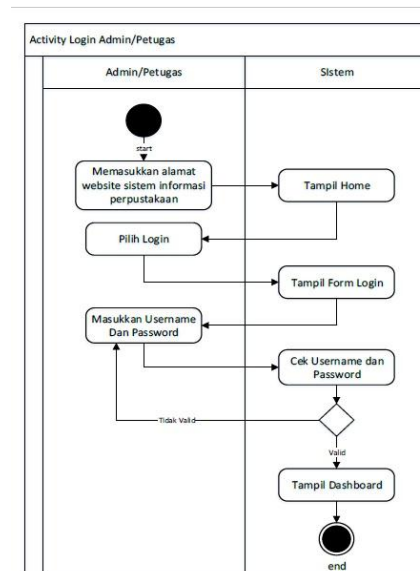 Activity Login Admin/Petugas
Admin/Petugas
Sistem
start
Memasukkan alamat
website sistem informasi
perpustakaan
Tampil Home
Pilih Login
Tampil Form Login
Masukkan Username
Dan Password
Cek Username dan
Password
Tidak Valid
Valid
Tampil Dashboard
end